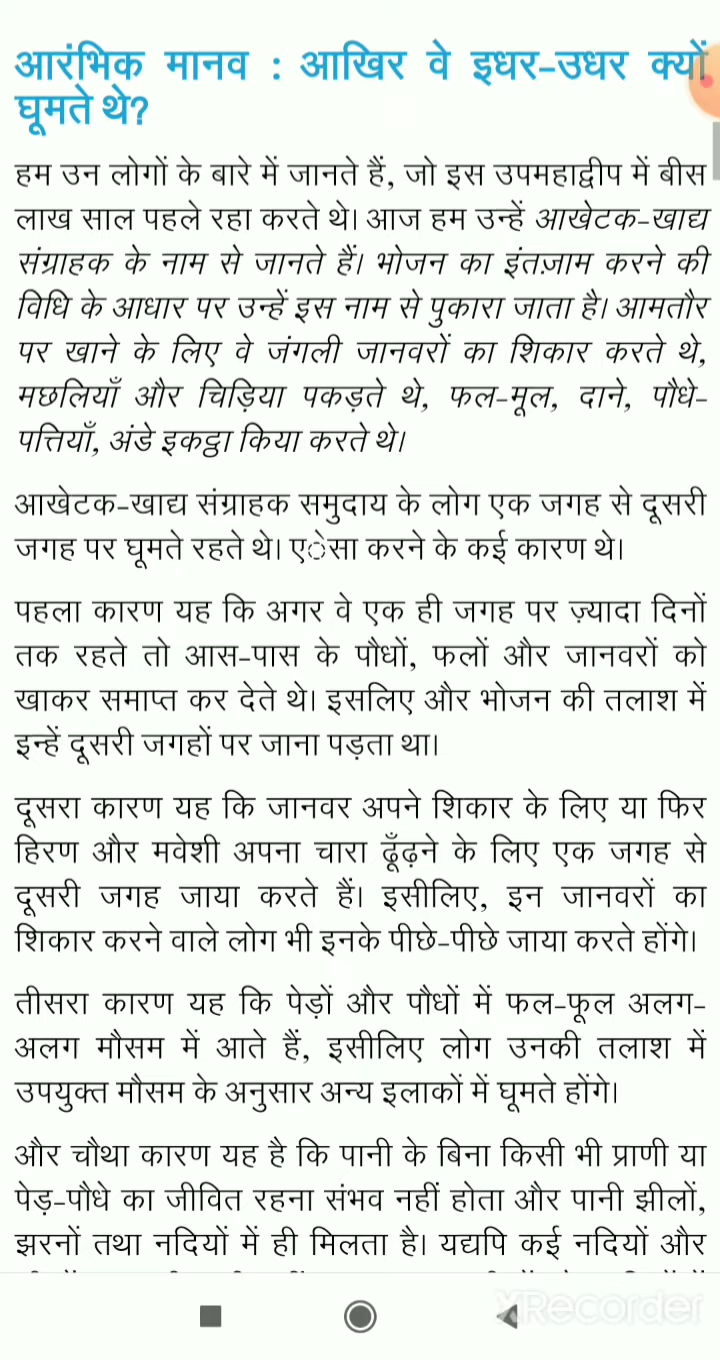 आरंभिक मानव : आखिर वे इधर-उधर क्यों
घूमते थे?
हम उन लोगों के बारे में जानते हैं, जो इस उपमहाद्वीप में बीस
लाख साल पहले रहा करते थे। आज हम उन्हें आखेटक-खाद्य
संग्राहक के नाम से जानते हैं। भोजन का इंतज़ाम करने की
विधि के आधार पर उन्हें इस नाम से पुकारा जाता है। आमतौर
पर खाने के लिए वे जंगली जानवरों का शिकार करते थे,
मछलियाँ और चिड़िया पकड़ते थे, फल-मूल, दाने, पौधे-
पत्तियाँ, अंडे इकट्ठा किया करते थे।
आखेटक-खाद्य संग्राहक समुदाय के लोग एक जगह से दूसरी
जगह पर घूमते रहते थे। एेसा करने के कई कारण थे।
पहला कारण यह कि अगर वे एक ही जगह पर ज़्यादा दिनों
तक रहते तो आस-पास के पौधों, फलों और जानवरों को
खाकर समाप्त कर देते थे। इसलिए और भोजन की तलाश में
इन्हें दूसरी जगहों पर जाना पड़ता था।
दूसरा कारण यह कि जानवर अपने शिकार के लिए या फिर
हिरण और मवेशी अपना चारा ढूँढ़ने के लिए एक जगह से
दूसरी जगह जाया करते हैं। इसीलिए, इन जानवरों का
शिकार करने वाले लोग भी इनके पीछे-पीछे जाया करते होंगे।
तीसरा कारण यह कि पेड़ों और पौधों में फल-फूल अलग-
अलग मौसम में आते हैं, इसीलिए लोग उनकी तलाश में
उपयुक्त मौसम के अनुसार अन्य इलाकों में घूमते होंगे।
और चौथा कारण यह है कि पानी के बिना किसी भी प्राणी या
पेड़-पौधे का जीवित रहना संभव नहीं होता और पानी झीलों,
झरनों तथा नदियों में ही मिलता है। यद्यपि कई नदियों और
XRecorder